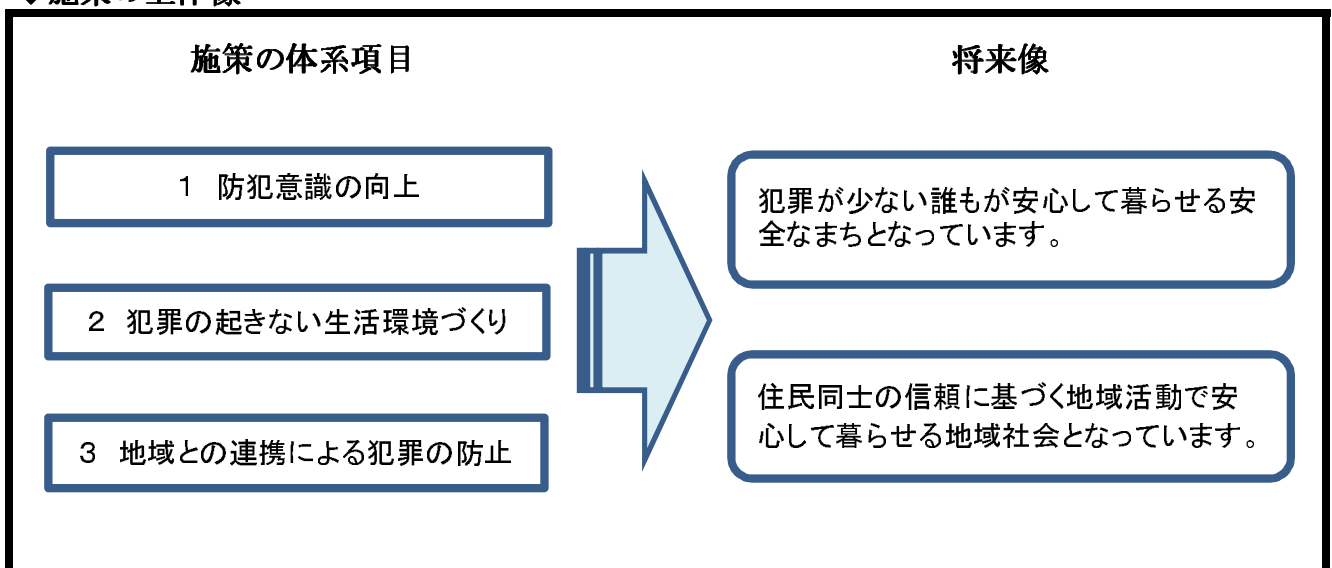 施策の体系項目
将来像
1 防犯意識の向上
2 犯罪の起きない生活環境づくり
3 地域との連携による犯罪の防止
犯罪が少ない誰もが安心して暮らせる安
全なまちとなっています。
住民同士の信頼に基づく地域活動で安
心して暮らせる地域社会となっています。